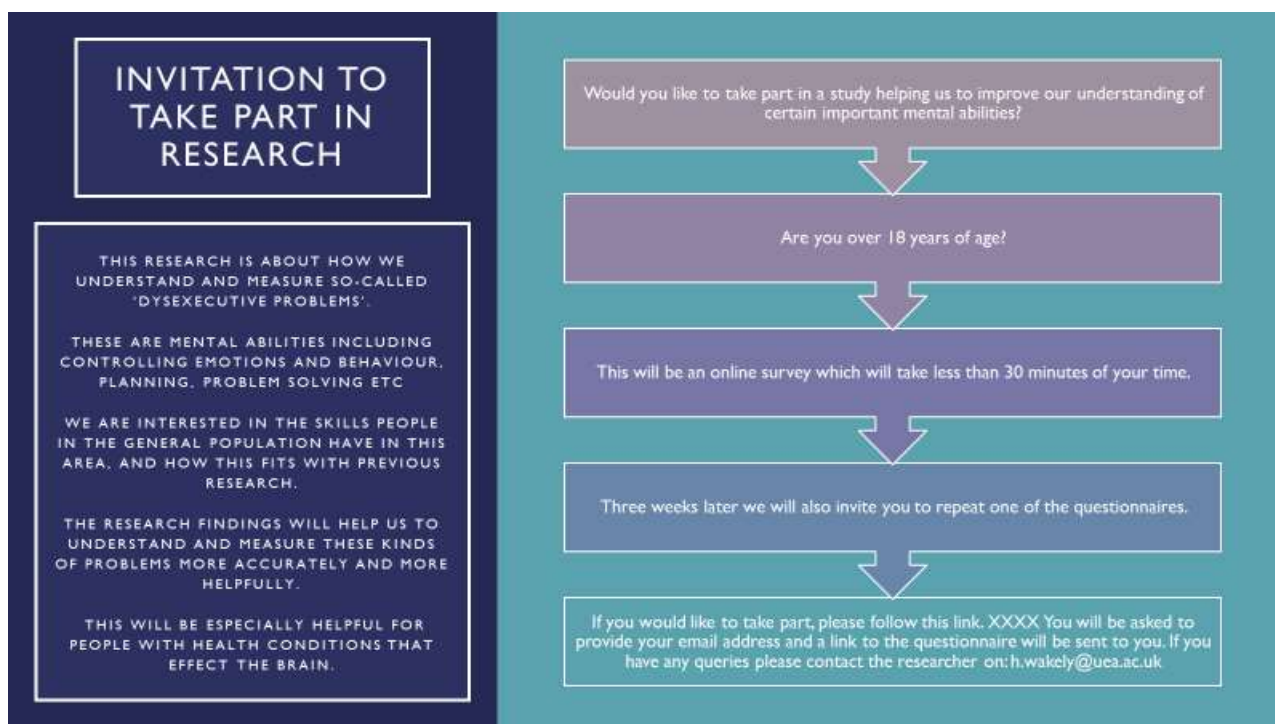 INVITATION TO
TAKE PART IN
RESEARCH
THIS RESEARCH IS ABOUT HOW WE
UNDERSTAND AND MEASURE SO-CALLED
‘DYSEXECUTIVE PROBLEMS’.
THESE ARE MENTAL ABILITIES INCLUDING
CONTROLLING EMOTIONS AND BEHAVIOUR,
PLANNING, PROBLEM SOLVING ETC
WE ARE INTERESTED IN THE SKILLS PEOPLE
IN THE GENERAL POPULATION HAVE IN THIS
AREA, AND HOW THIS FITS WITH PREVIOUS
RESEARCH.
THE RESEARCH FINDINGS WILL HELP US TO
UNDERSTAND AND MEASURE THESE KINDS
OF PROBLEMS MORE ACCURATELY AND MORE
HELPFULLY.
THIS WILL BE ESPECIALLY HELPFUL FOR
PEOPLE WITH HEALTH CONDITIONS THAT
EFFECT THE BRAIN.
Would you like to take part in a study helping us to improve our understanding of
certain important mental abilities?
Are you over 18 years of age?
This will be an online survey which will take less than 30 minutes of your time.
Three weeks later we will also invite you to repeat one of the questionnaires.
If you would like to take part, please follow this link. XXXX You will be asked to
provide your email address and a link to the questionnaire will be sent to you. If you
have any queries please contact the researcher on: h.wakely@uea.ac.uk